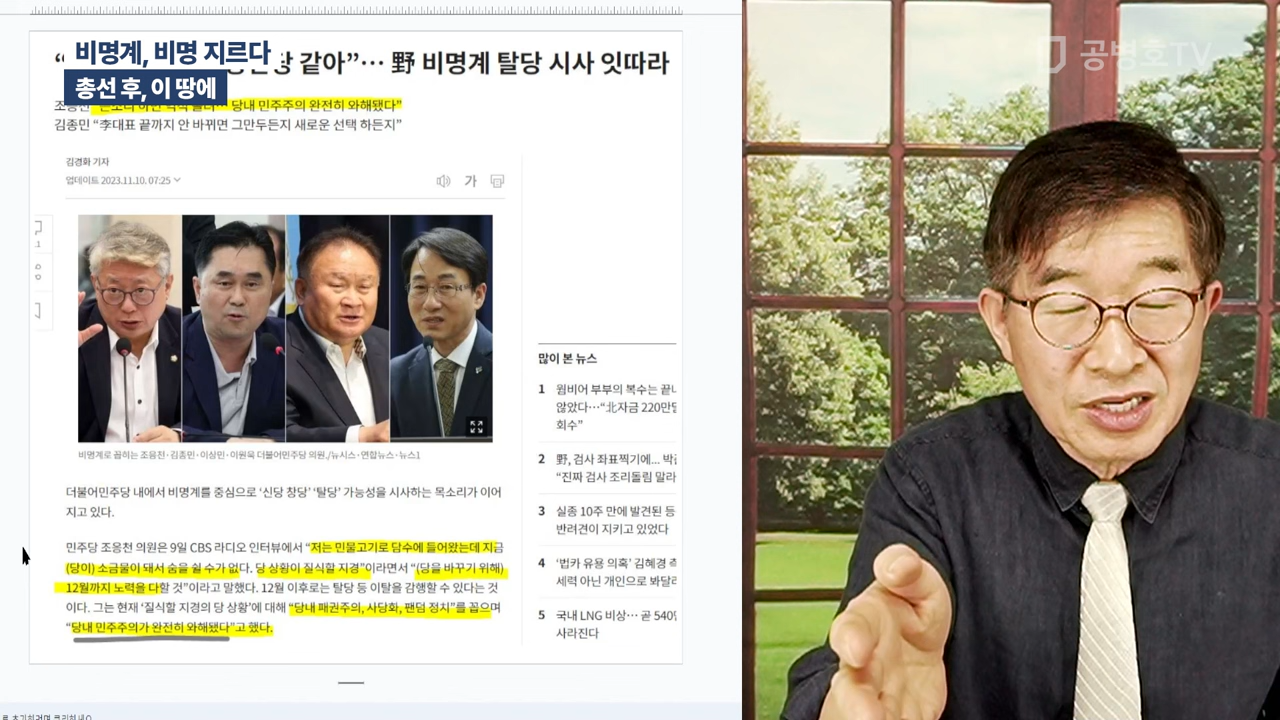 비명계, 비명 지르다
총선 후, 이 땅에
당 같아”… 野 비명계 탈당 시사 잇따라
당내 민주주의 완전히 와해됐다”
김종민 “李대표 끝까지 안 바뀌면 그만두든지 새로운 선택 하든지”
김경화 기자
업데이트 2023.11.10. 07:25
가
비명계로 꼽히는 조응천·김종민·이상민·이원욱 더불어민주당 의원./뉴시스·연합뉴스·뉴스1
더불어민주당 내에서 비명계를 중심으로 ‘신당 창당’ ‘탈당’ 가능성을 시사하는 목소리가 이어
지고 있다.
민주당 조응천 의원은 9일 CBS 라디오 인터뷰에서 “저는 민물고기로 담수에 들어왔는데 지금
(당이) 소금물이 돼서 숨을 쉴 수가 없다. 당 상황이 질식할 지경”이라면서 “(당을 바꾸기 위해)
12월까지 노력을 다할 것”이라고 말했다. 12월 이후로는 탈당 등 이탈을 감행할 수 있다는 것
이다. 그는 현재 ‘질식할 지경의 당 상황’에 대해 “당내 패권주의, 사당화, 팬덤 정치”를 꼽으며
“당내 민주주의가 완전히 와해됐다”고 했다.
많이 본 뉴스
1 웜비어 부부의 복수는 끝나
않았다…“北자금 220만달
회수”
2 野, 검사 좌표찍기에... 박
“진짜 검사 조리돌림 말라
3 실종 10주 만에 발견된 등
반려견이 지키고 있었다
4 ‘법카 유용 의혹’ 김혜경 측
세력 아닌 개인으로 봐달라
5 국내 LNG 비상… 곧 540만
사라진다
공병호TV